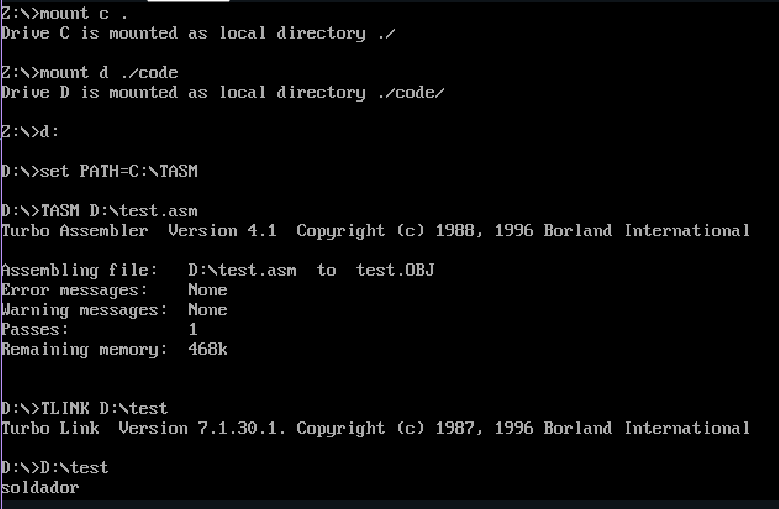 Z:\>mount c .
Drive C is mounted as local directory ./
Z:\>mount d ./code
Drive D is mounted as local directory ./code/
Z:\>d:
D:\>set PATH=C:\TASM
D:\>TASM D:\test.asm
Turbo Assembler  Version 4.1  Copyright (c) 1988, 1996 Borland International
Assembling file:   D:\test.asm  to  test.OBJ
Error messages:    None
Warning messages:  None
Passes:            1
Remaining memory:  468k
D:\>TLINK D:\test
Turbo Link  Version 7.1.30.1. Copyright (c) 1987, 1996 Borland International
D:\>D:\test
soldador